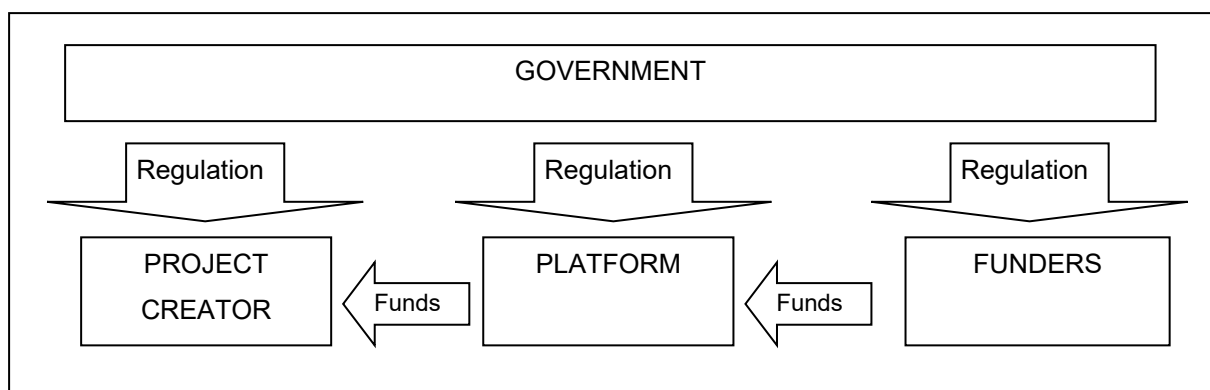 GOVERNMENT
Regulation
Regulation
Regulation
PROJECT
CREATOR
Funds
PLATFORM
Funds
FUNDERS